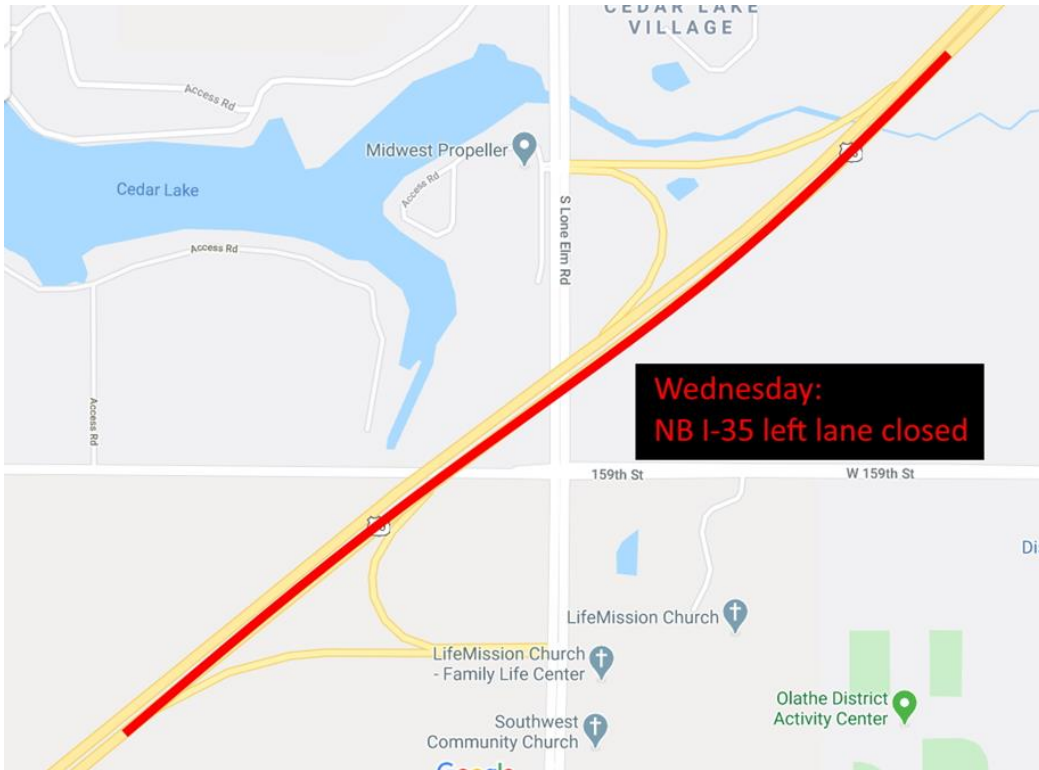 CEDAR LAKE
VILLAGE
Access Rd
Midwest Propeller
Access Rd
Cedar Lake
S Lone Elm Rd
Access Rd
Wednesday:
NB I-35 left lane closed
Access Rd
159th St
W 159th St
Di
LifeMission Church
LifeMission Church
- Family Life Center
Olathe District
Activity Center
Southwest
Community Church
Google